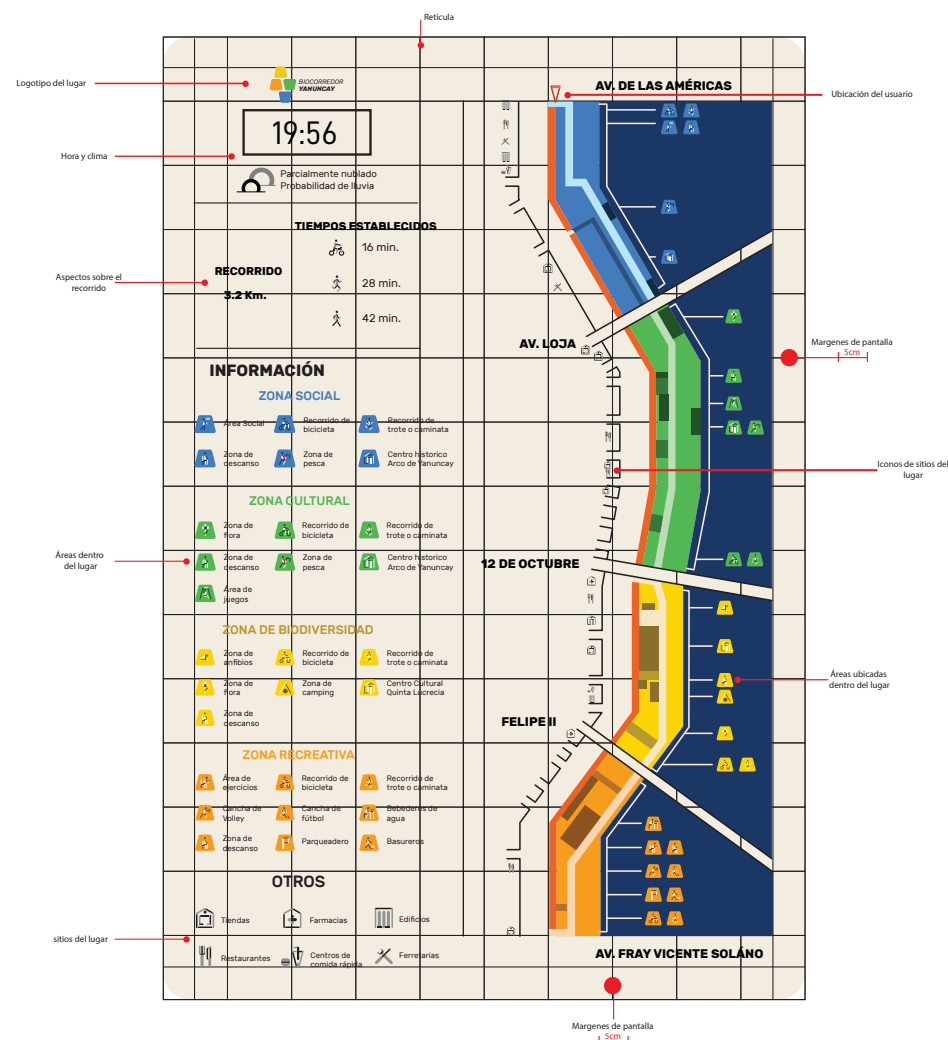 Retícula
Logotipo del lugar
BIOCORREDOR
YANUNCAY
AV. DE LAS AMÉRICAS
Ubicación del usuario
19:56
Hora y clima
Parcialmente nublado
Probabilidad de lluvia
TIEMPOS ESTABLECIDOS
16 min.
Aspectos sobre el
recorrido
RECORRIDO
3.2 Km.
28 min.
42 min.
AV. LOJA
Margenes de pantalla
5cm
INFORMACIÓN
ZONA SOCIAL
Área Social
Recorrido de
bicicleta
Recorrido de
trote o caminata
Zona de
descanso
Zona de
pesca
Centro historico
Arco de Yanuncay
Iconos de sitios del
lugar
ZONA CULTURAL
Zona de
flora
Recorrido de
bicicleta
Recorrido de
trote o caminata
Áreas dentro
del lugar
Zona de
descanso
Zona de
pesca
Centro historico
Arco de Yanuncay
12 DE OCTUBRE
Área de
juegos
ZONA DE BIODIVERSIDAD
Zona de
anfibios
Recorrido de
bicicleta
Recorrido de
trote o caminata
Zona de
flora
Zona de
camping
Centro Cultural
Quinta Lucrecia
Áreas ubicadas
dentro del lugar
Zona de
descanso
FELIPE II
ZONA RECREATIVA
Área de
ejercicios
Recorrido de
bicicleta
Recorrido de
trote o caminata
Cancha de
Volley
Cancha de
fútbol
Bebederos de
agua
Zona de
descanso
Parqueadero
Basureros
OTROS
Tiendas
Farmacias
Edificios
sitios del lugar
Restaurantes
Centros de
comida rápida
Ferretarias
AV. FRAY VICENTE SOLÁNO
Margenes de pantalla
5cm